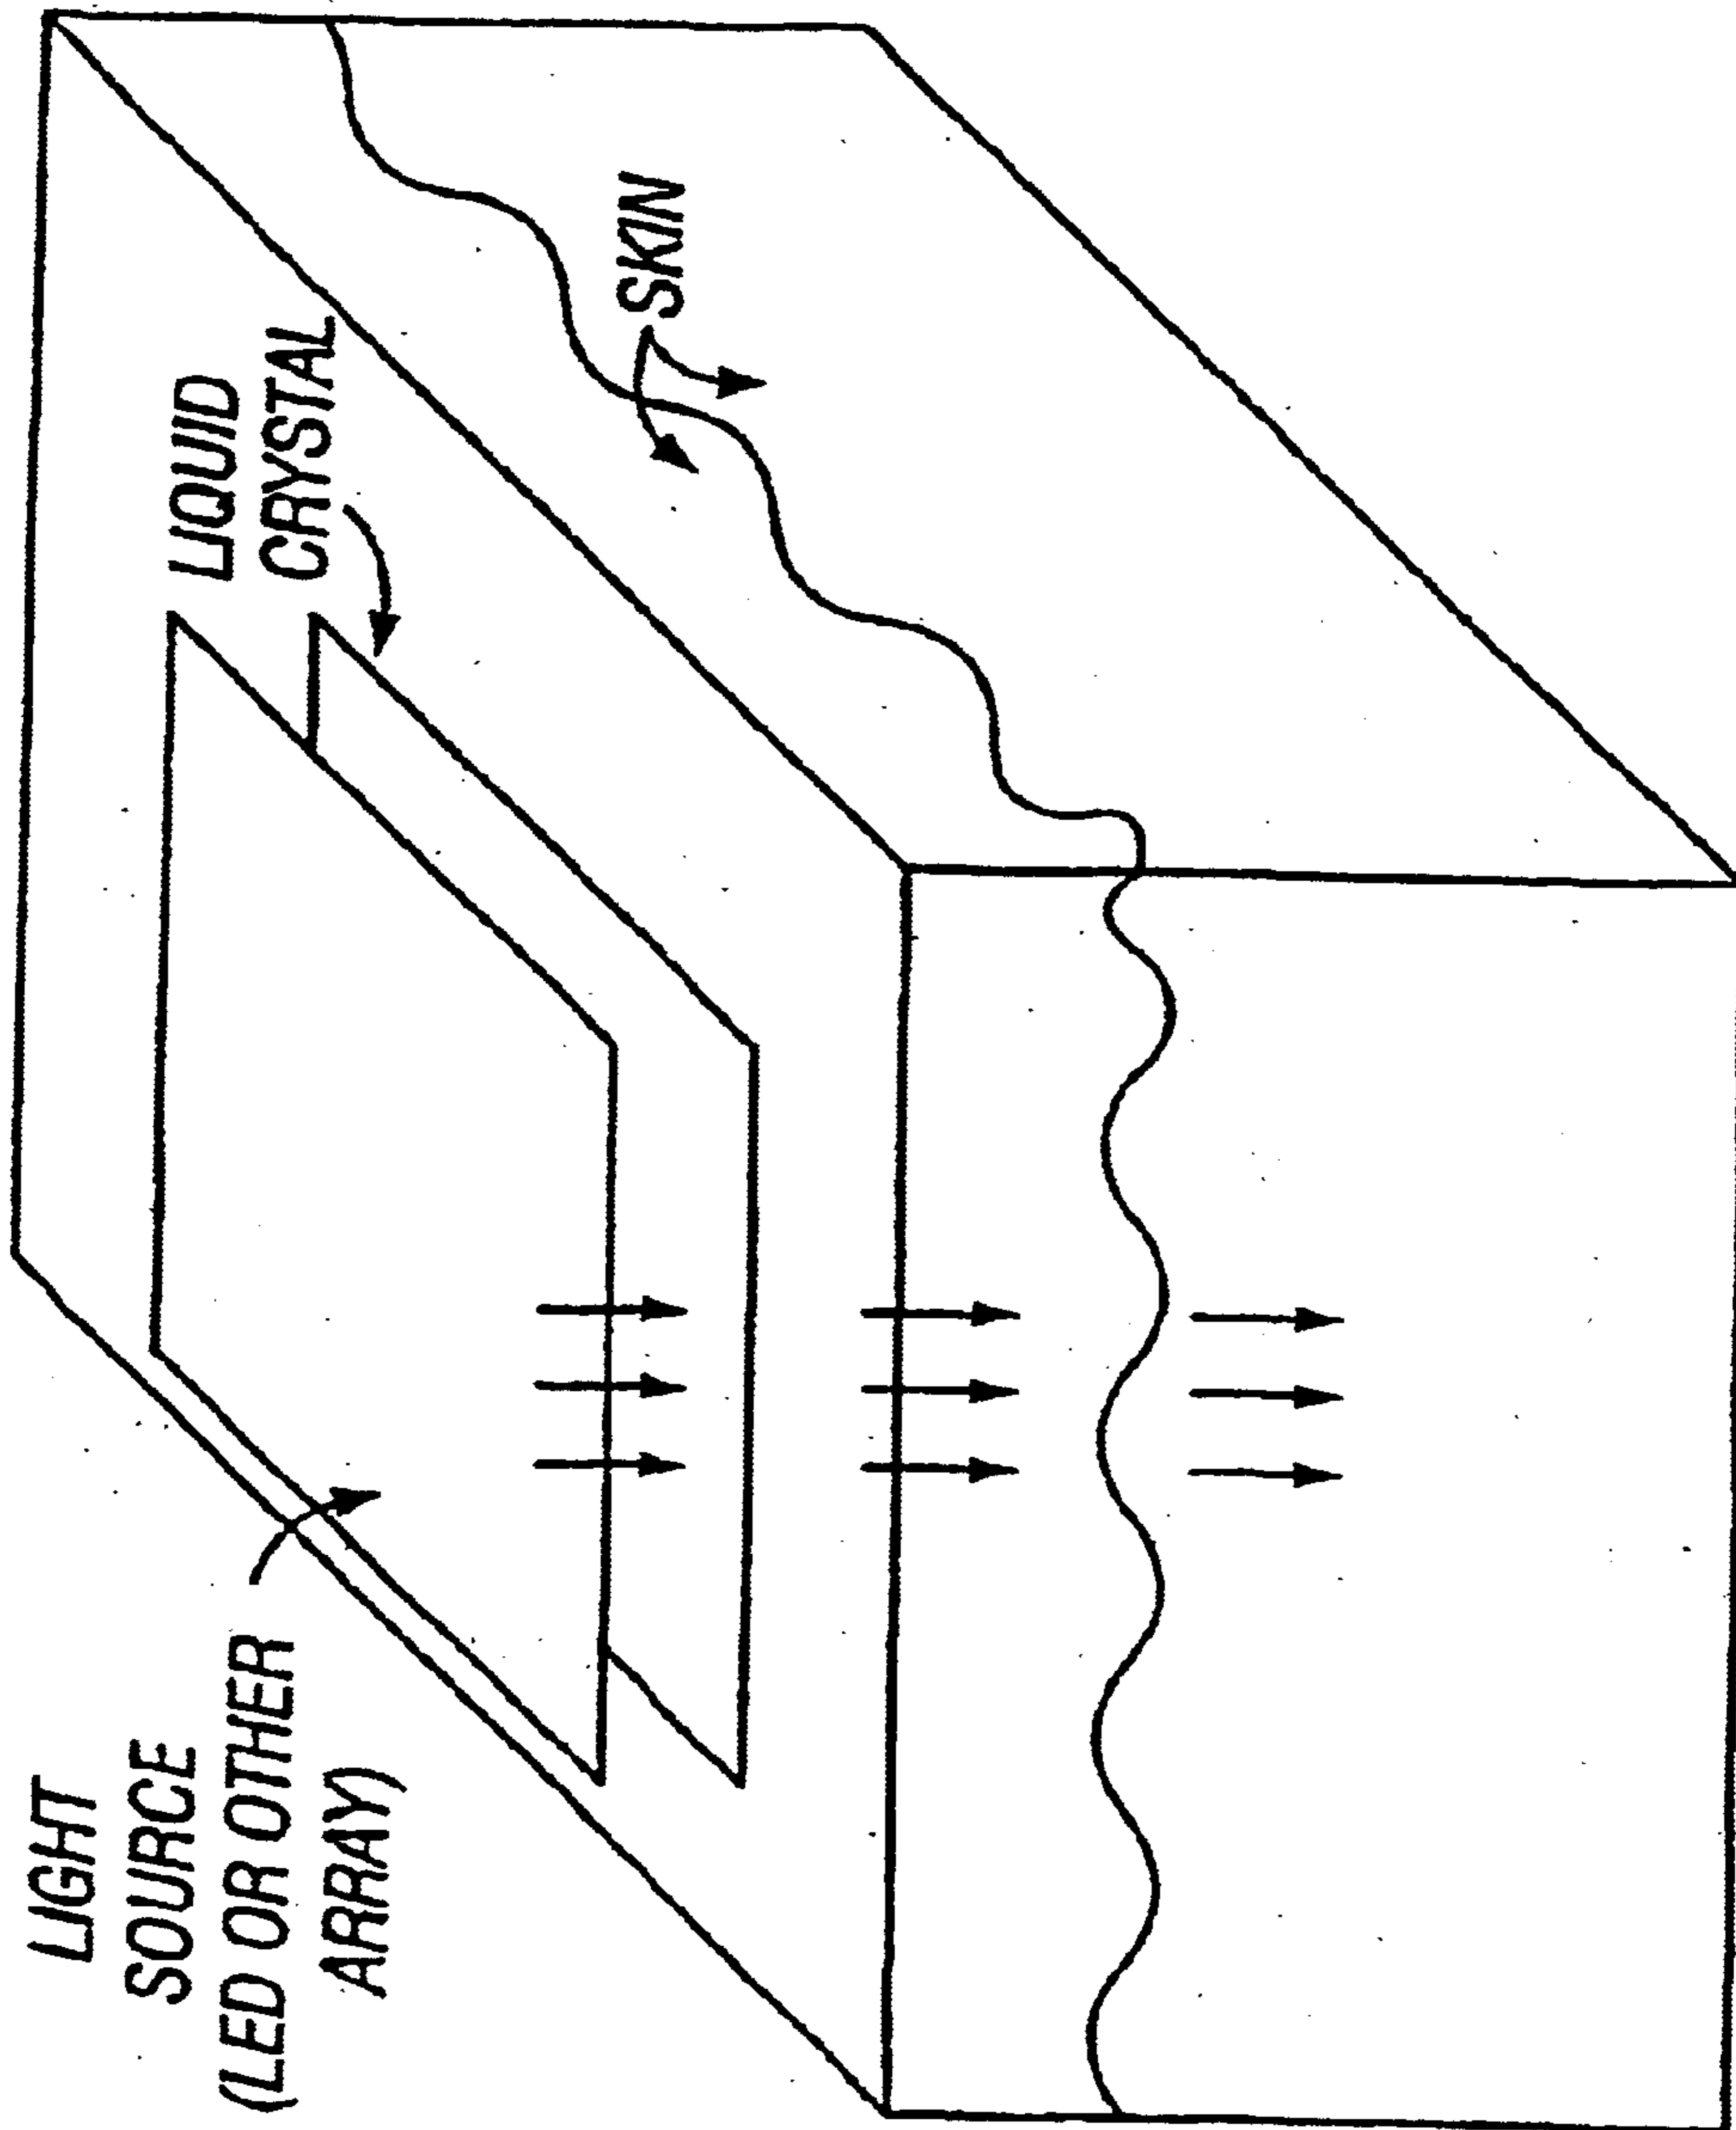 LIGHT
SOURCE
(LED OR OTHER
ARRAY)
LIQUID
CRYSTAL
SKIN